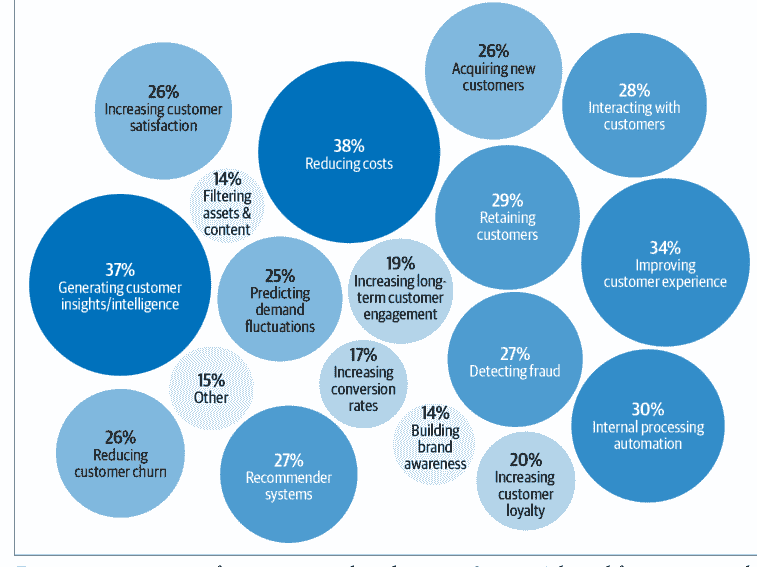 26%
Increasing customer
satisfaction
38%
Reducing costs
26%
Acquiring new
customers
28%
Interacting with
customers
14%
Filtering
assets &
content
29%
Retaining
customers
37%
Generating customer
insights/intelligence
25%
Predicting
demand
fluctuations
19%
Increasing long-
term customer
engagement
34%
Improving
customer experience
15%
Other
17%
Increasing
conversion
rates
27%
Detecting fraud
30%
Internal processing
automation
26%
Reducing
customer churn
27%
Recommender
systems
14%
Building
brand
awareness
20%
Increasing
customer
loyalty